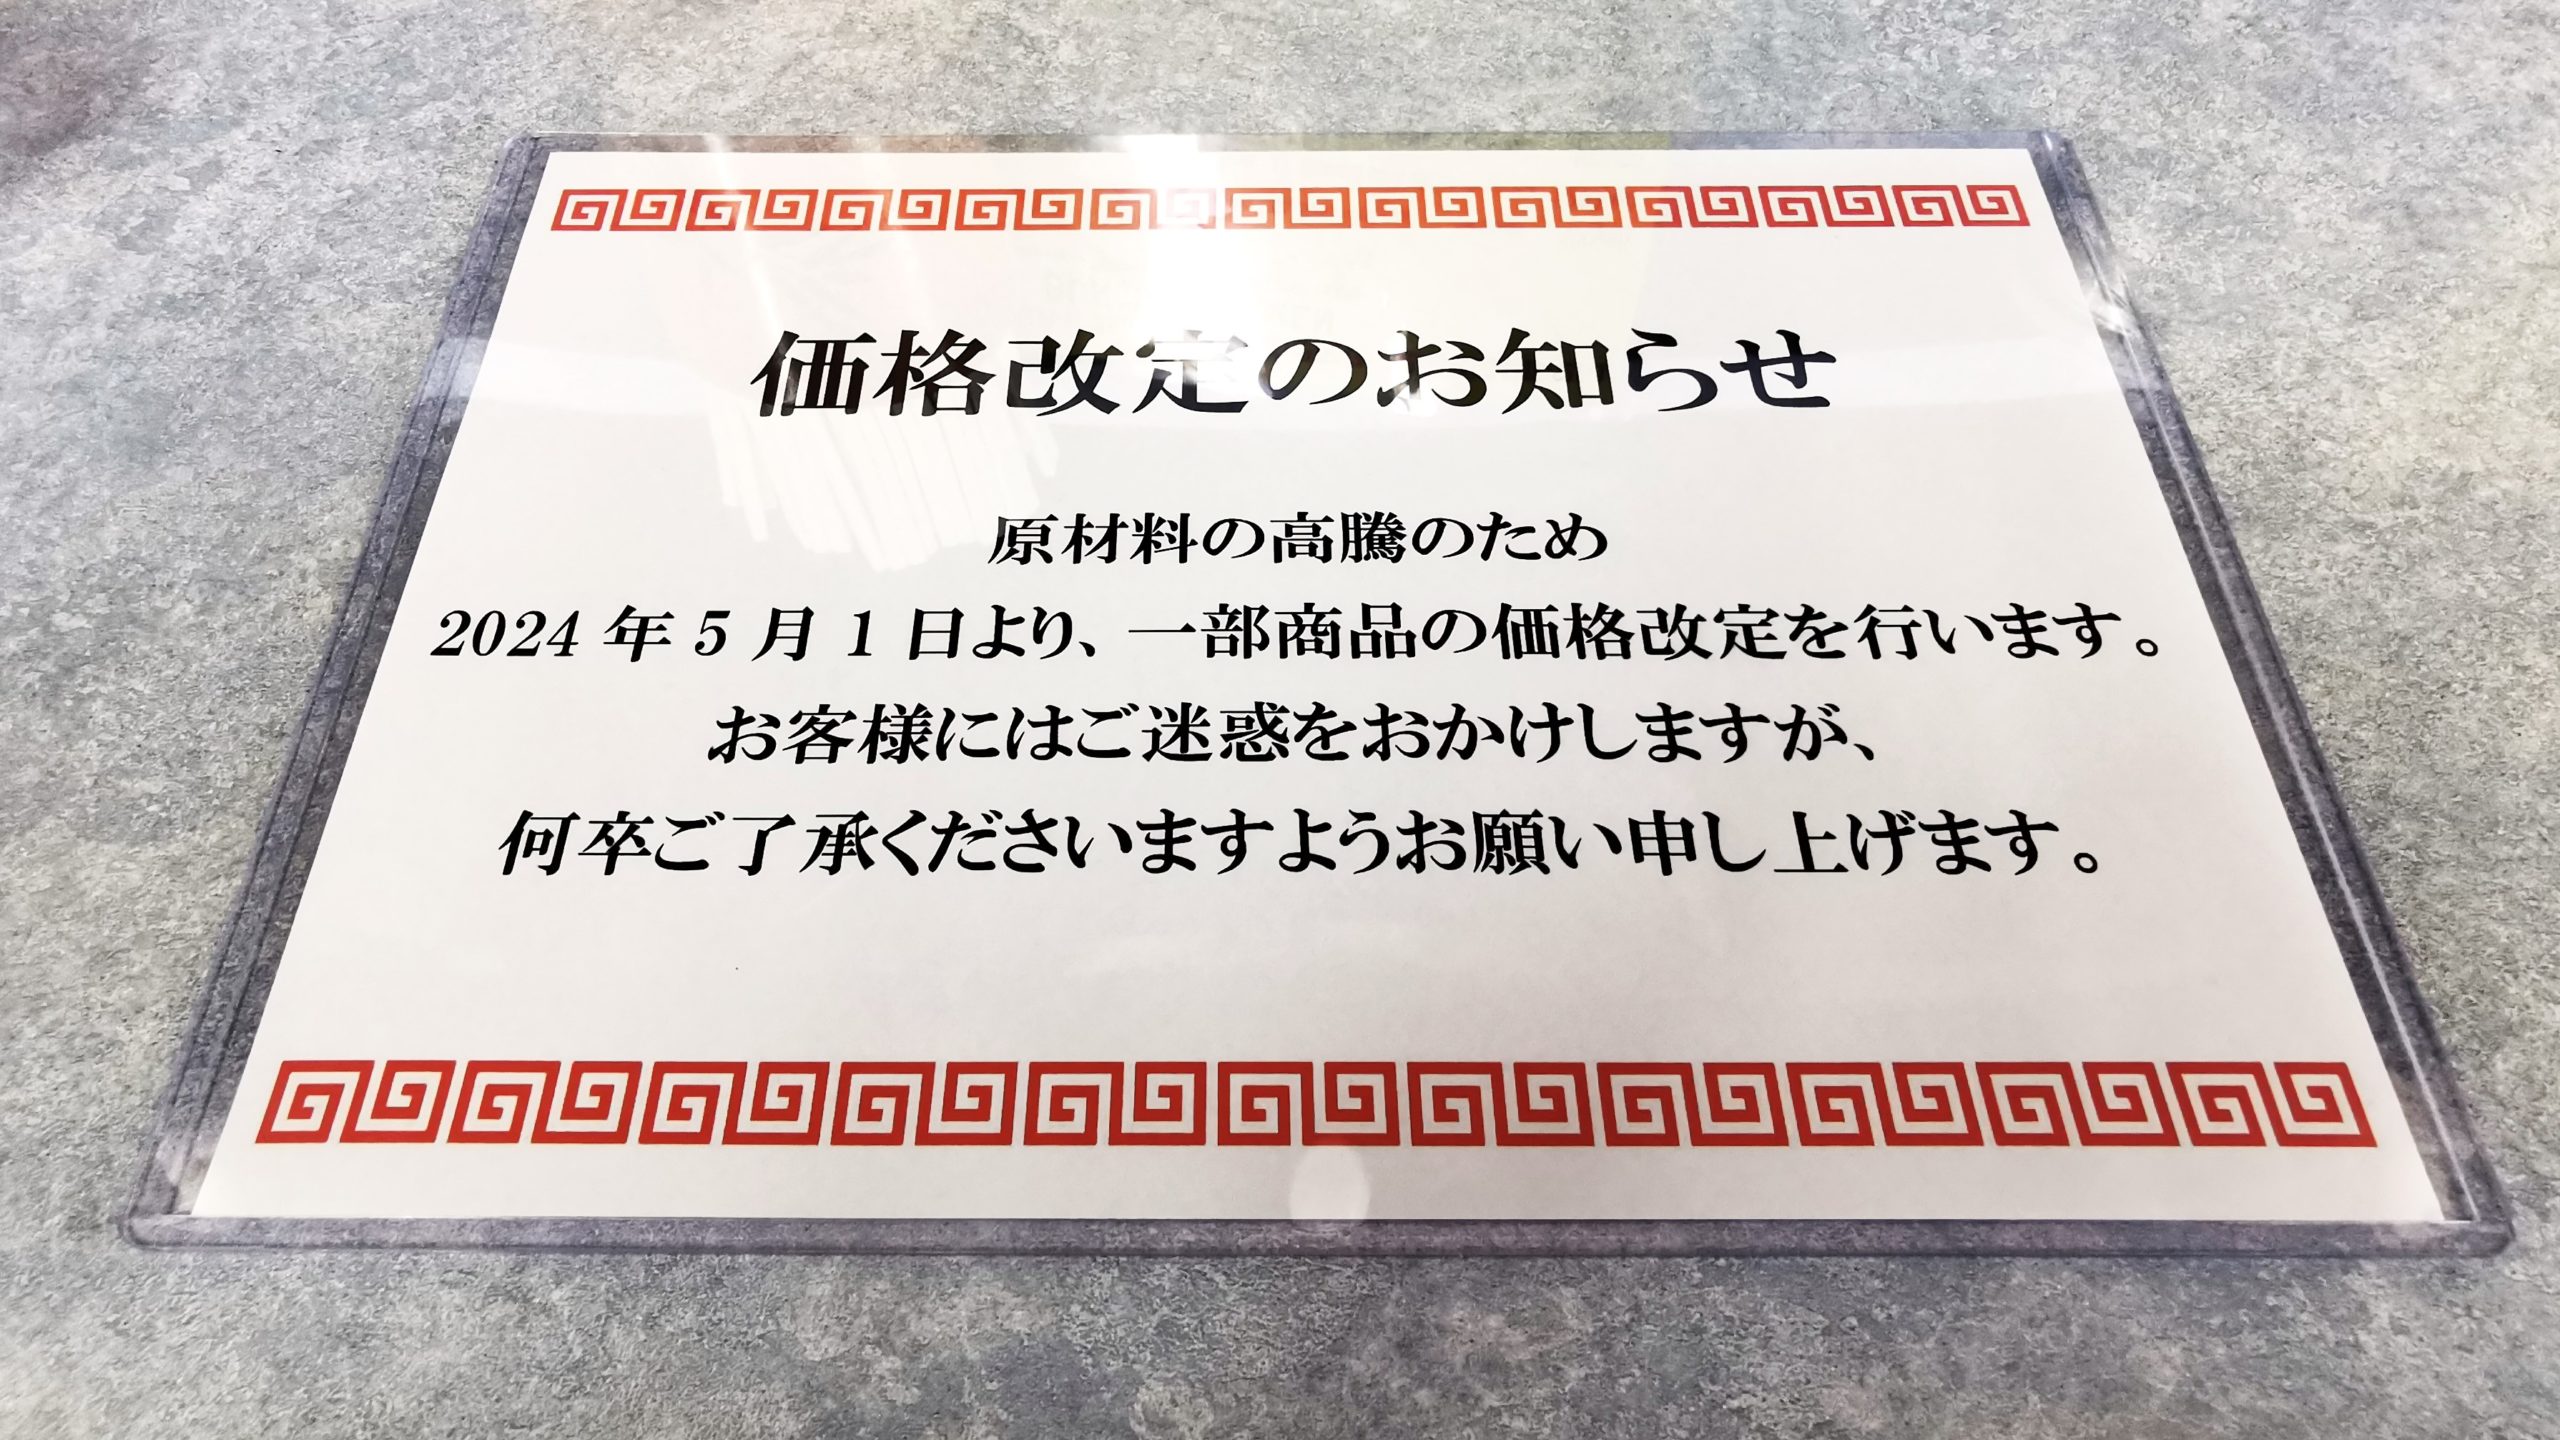 価格改定のお知らせ
原材料の高騰のため
2024年5月1日より、一部商品の価格改定を行います。
お客様にはご迷惑をおかけしますが、
何卒ご了承くださいますようお願い申し上げます。